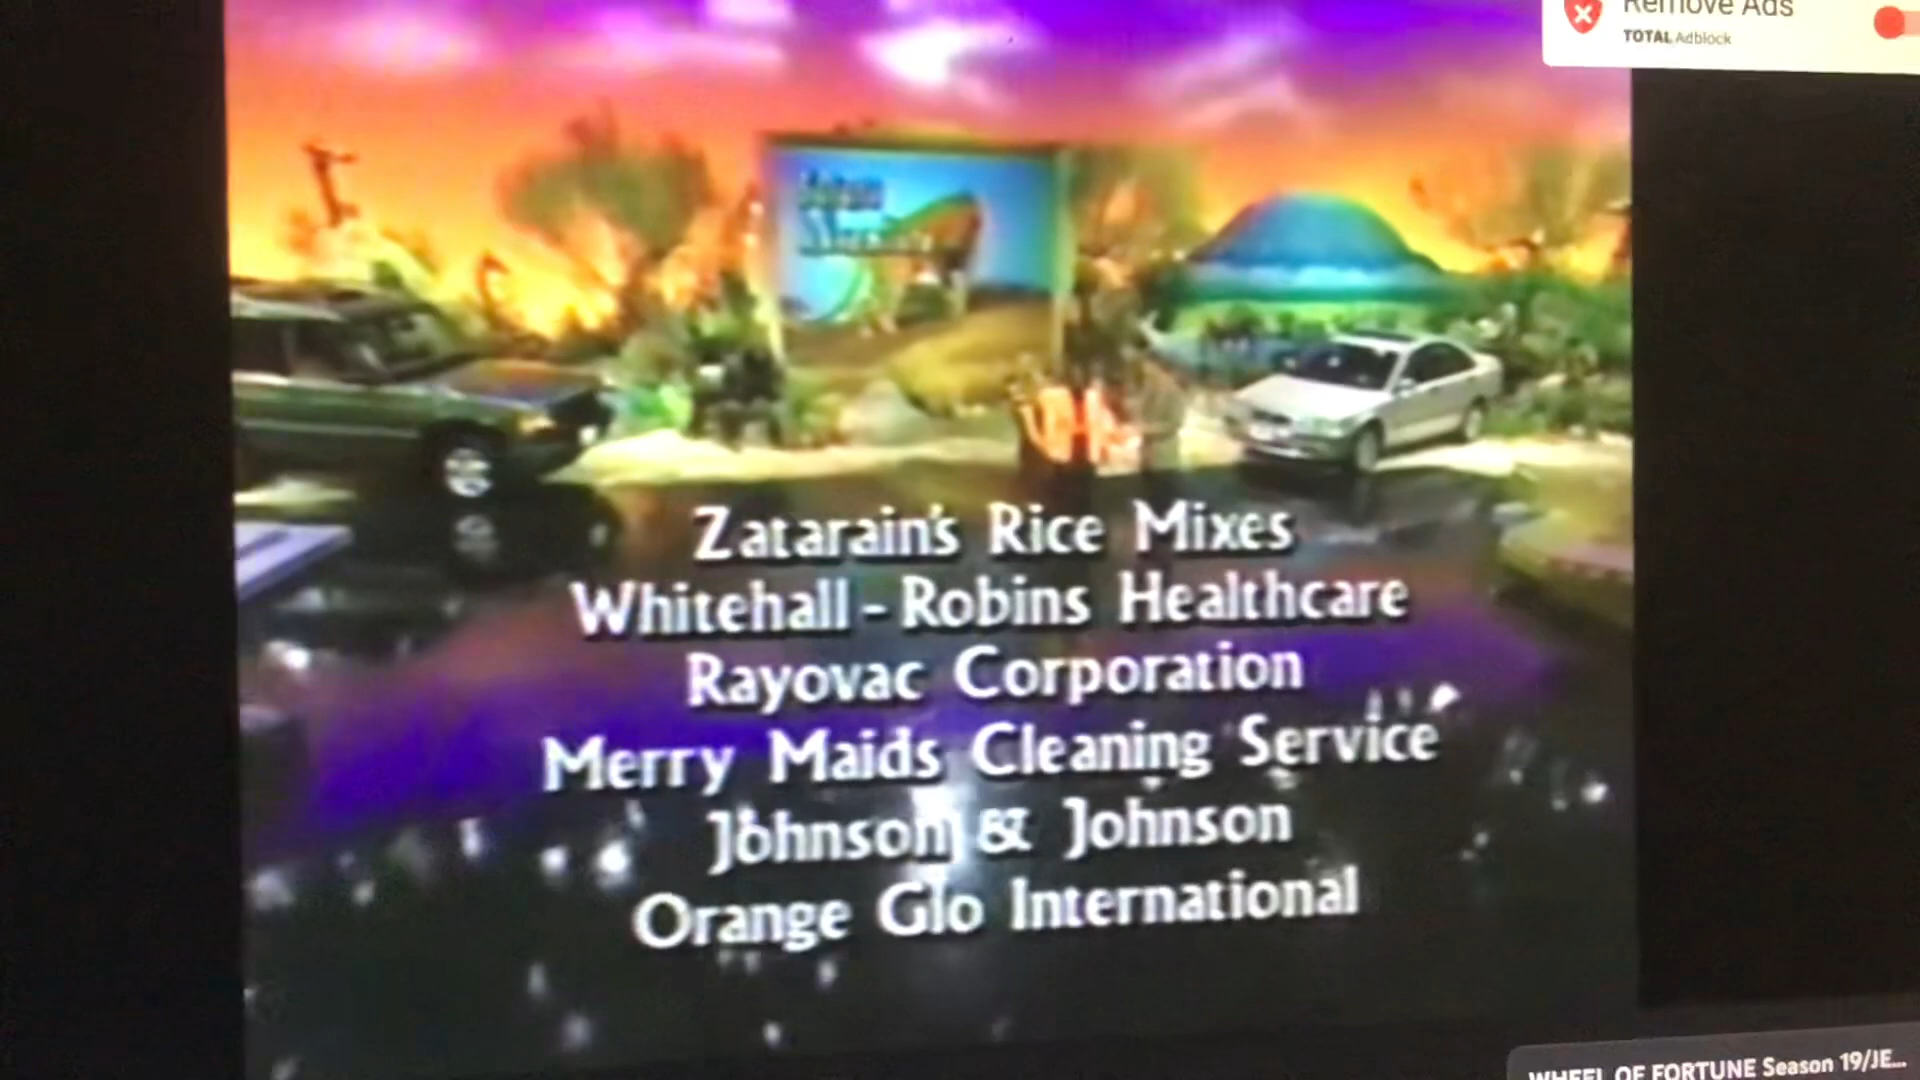 Remove Ads
TOTAL Adblock
Zatarain's Rice Mixes
Whitehall-Robins Healthcare
Rayovac Corporation
Merry Maids Cleaning Service
Johnson & Johnson
Orange Glo International
WHEEL OF FORTUNE Season 19/JE...